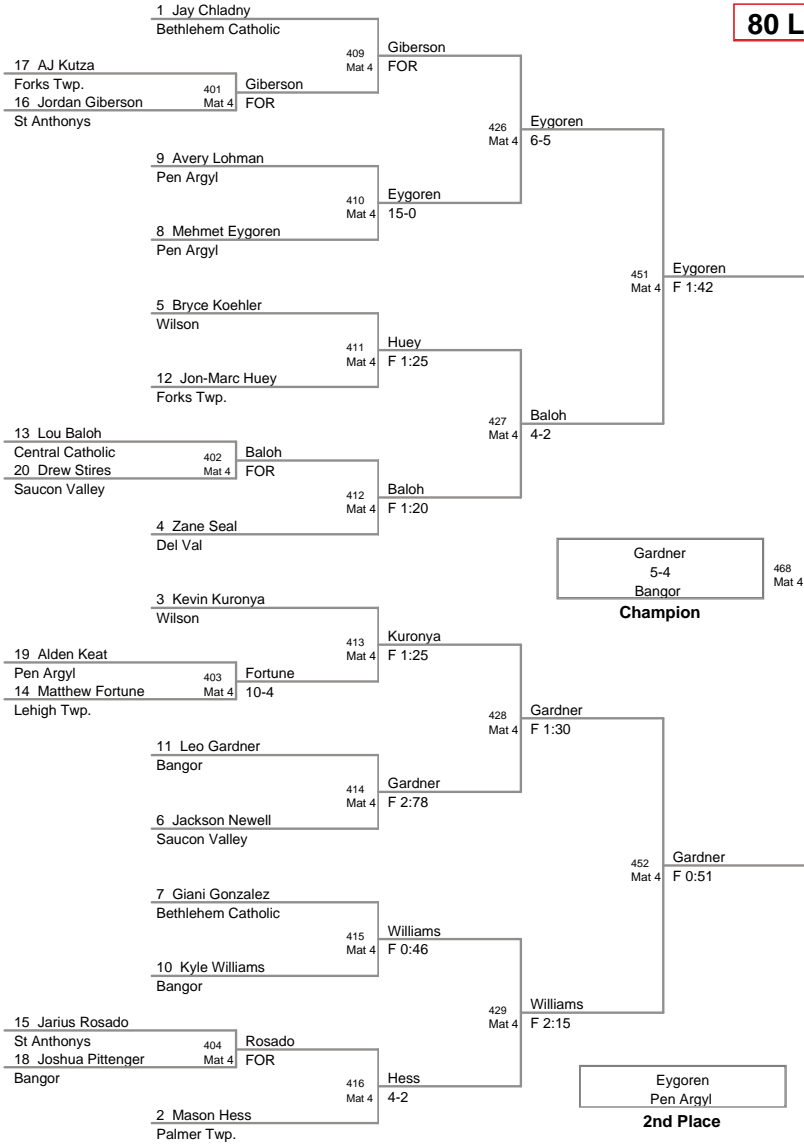 1 Jay Chladny
Bethlehem Catholic
80 L
409
Mat 4
Giberson
FOR
17 AJ Kutza
Forks Twp.
401
Mat 4
Giberson
FOR
16 Jordan Giberson
St Anthonys
426
Mat 4
Eygoren
6-5
9 Avery Lohman
Pen Argyl
410
Mat 4
Eygoren
15-0
8 Mehmet Eygoren
Pen Argyl
451
Mat 4
Eygoren
F 1:42
5 Bryce Koehler
Wilson
411
Mat 4
Huey
F 1:25
12 Jon-Marc Huey
Forks Twp.
427
Mat 4
Baloh
4-2
13 Lou Baloh
Central Catholic
402
Mat 4
Baloh
FOR
20 Drew Stires
Saucon Valley
412
Mat 4
Baloh
F 1:20
4 Zane Seal
Del Val
Gardner
5-4
Bangor
468
Mat 4
Champion
3 Kevin Kuronya
Wilson
413
Mat 4
Kuronya
F 1:25
19 Alden Keat
Pen Argyl
403
Mat 4
Fortune
10-4
14 Matthew Fortune
Lehigh Twp.
428
Mat 4
Gardner
F 1:30
11 Leo Gardner
Bangor
414
Mat 4
Gardner
F 2:78
6 Jackson Newell
Saucon Valley
452
Mat 4
Gardner
F 0:51
7 Giani Gonzalez
Bethlehem Catholic
415
Mat 4
Williams
F 0:46
10 Kyle Williams
Bangor
429
Mat 4
Williams
F 2:15
15 Jarius Rosado
St Anthonys
404
Mat 4
Rosado
FOR
18 Joshua Pittenger
Bangor
416
Mat 4
Hess
4-2
2 Mason Hess
Palmer Twp.
Eygoren
Pen Argyl
2nd Place